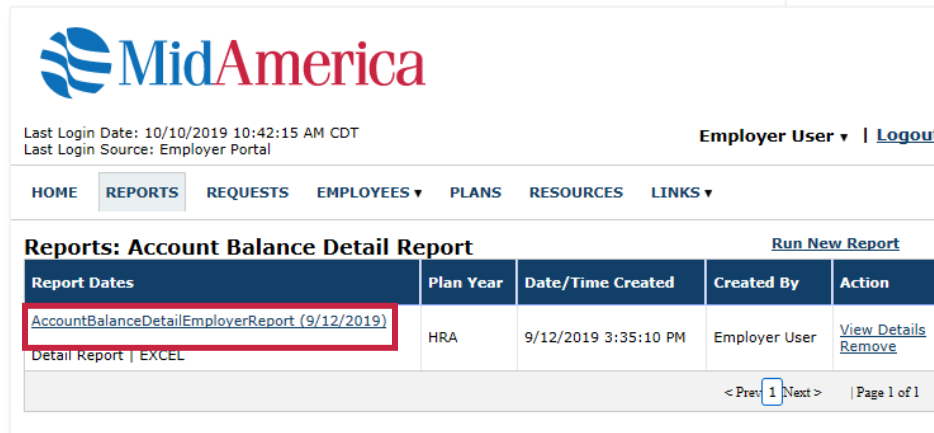 MidAmerica
Last Login Date: 10/10/2019 10:42:15 AM CDT
Last Login Source: Employer Portal
Employer User ▾ | Logout
HOME REPORTS REQUESTS EMPLOYEES ▾ PLANS RESOURCES LINKS ▾
Reports: Account Balance Detail Report
Run New Report
Report Dates Plan Year Date/Time Created Created By Action
AccountBalanceDetailEmployerReport (9/12/2019)
Detail Report | EXCEL
HRA 9/12/2019 3:35:10 PM Employer User
View Details
Remove
< Prev 1 Next > | Page 1 of 1